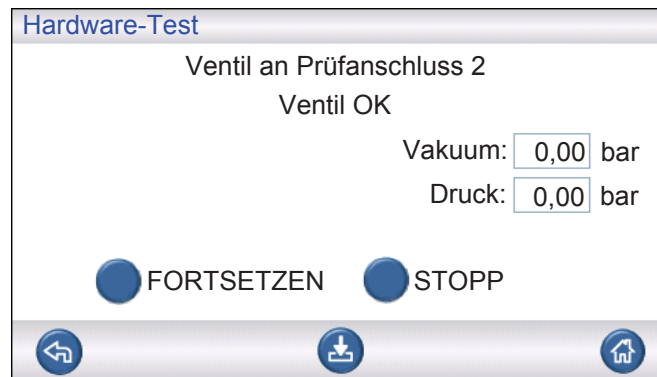 Hardware-Test
Ventil an Prüfanschluss 2
Ventil OK
Vakuum: 0,00 bar
Druck: 0,00 bar
FORTSETZEN STOPP